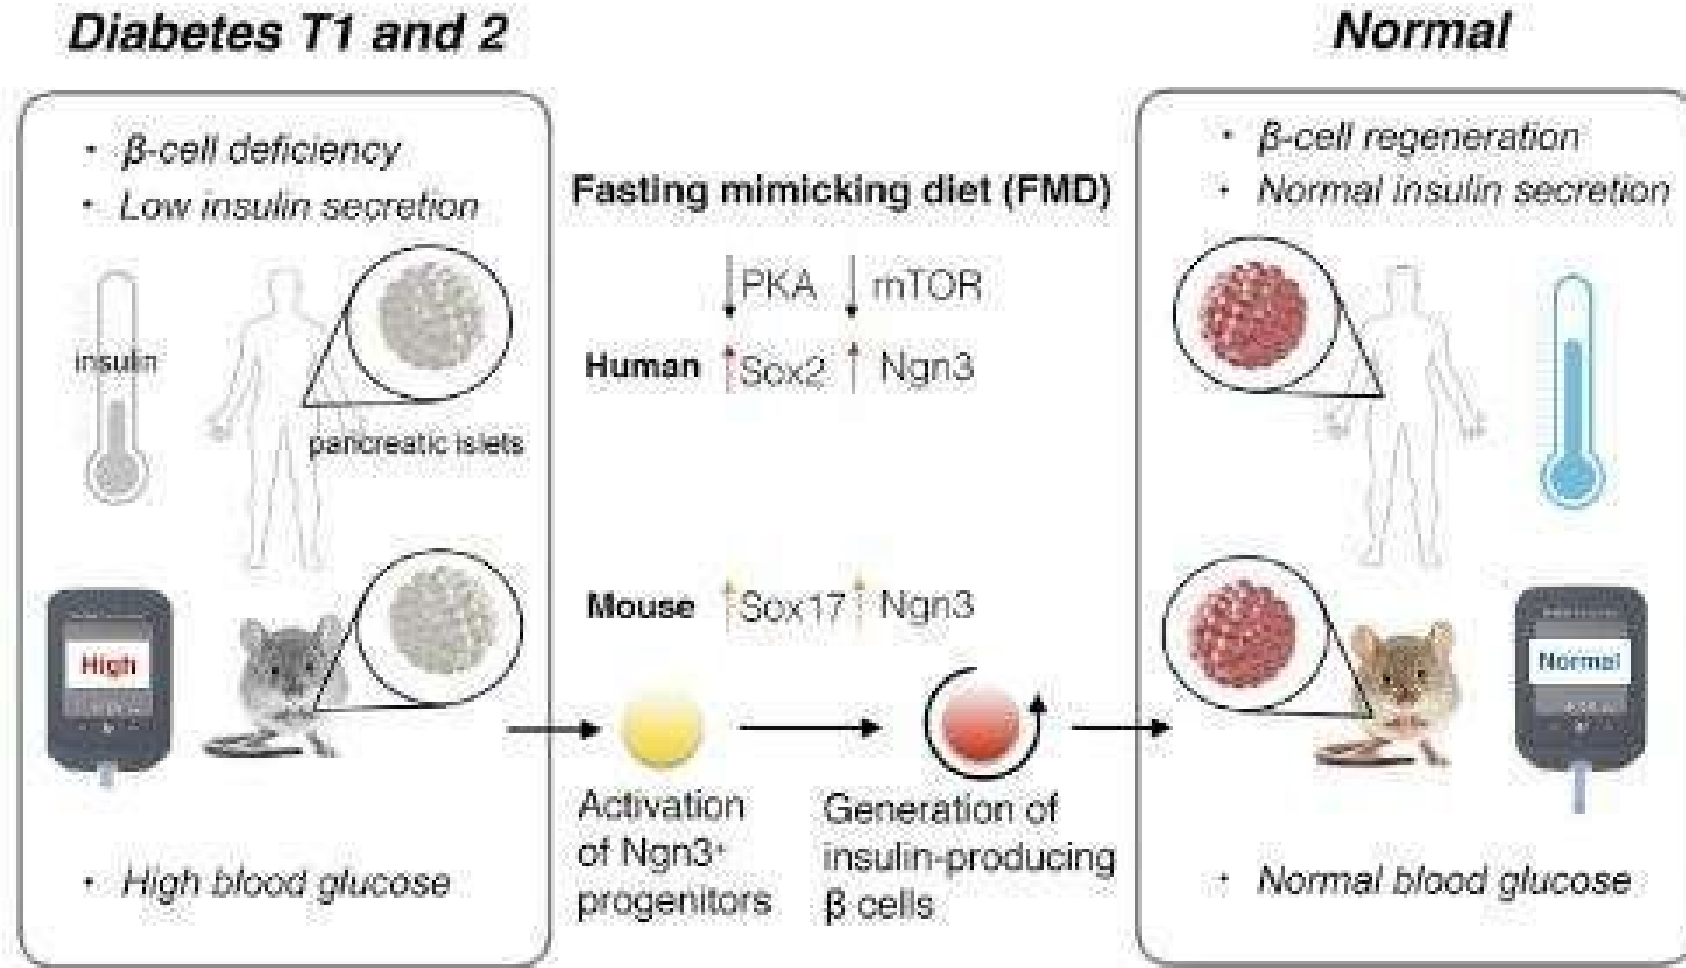 Diabetes T1 and 2
• β-cell deficiency
• Low insulin secretion
insulin
pancreatic islets
High
• High blood glucose
Fasting mimicking diet (FMD)
↓PKA ↓ mTOR
Human ↑Sox2 ↑ Ngn3
Mouse ↑Sox17 ↑ Ngn3
Activation
of Ngn3+
progenitors
Generation of
insulin-producing
β cells
Normal
• β-cell regeneration
• Normal insulin secretion
Normal
• Normal blood glucose